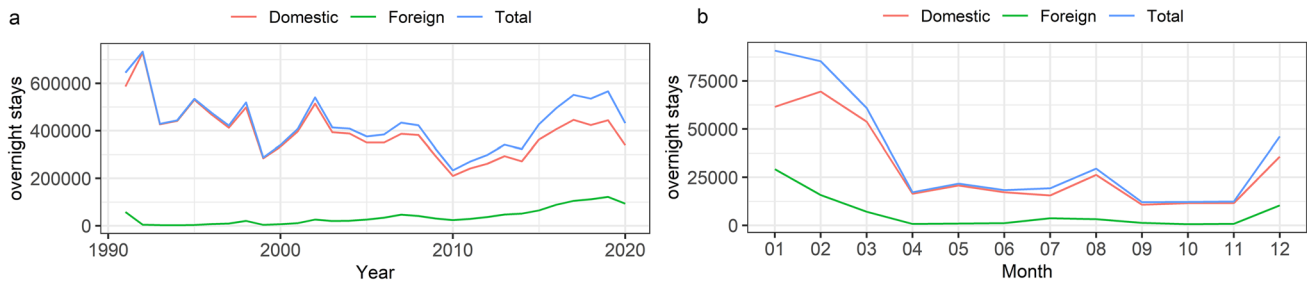 a
Domestic Foreign Total
overnight stays
600000
400000
200000
0
1990 2000 2010 2020
Year
b
Domestic Foreign Total
overnight stays
75000
50000
25000
0
01 02 03 04 05 06 07 08 09 10 11 12
Month